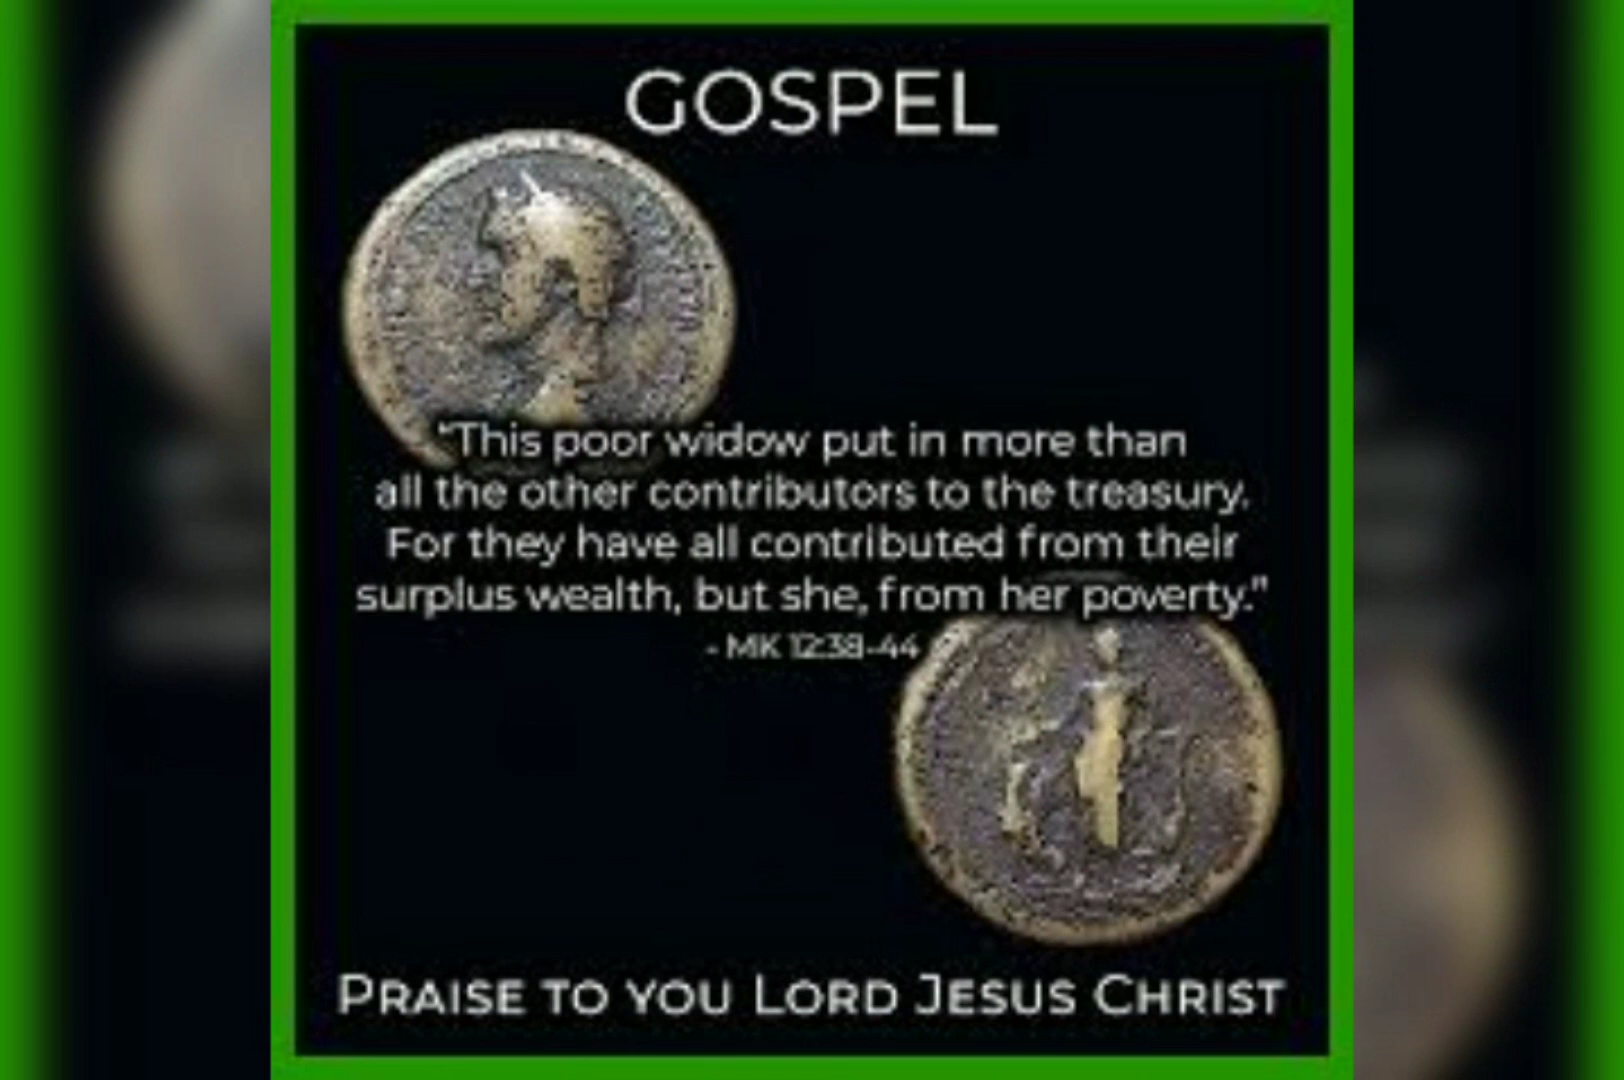 GOSPEL
"This poor widow put in more than
all the other contributors to the treasury.
For they have all contributed from their
surplus wealth, but she, from her poverty."
- MK 12:38-44
PRAISE TO YOU LORD JESUS CHRIST